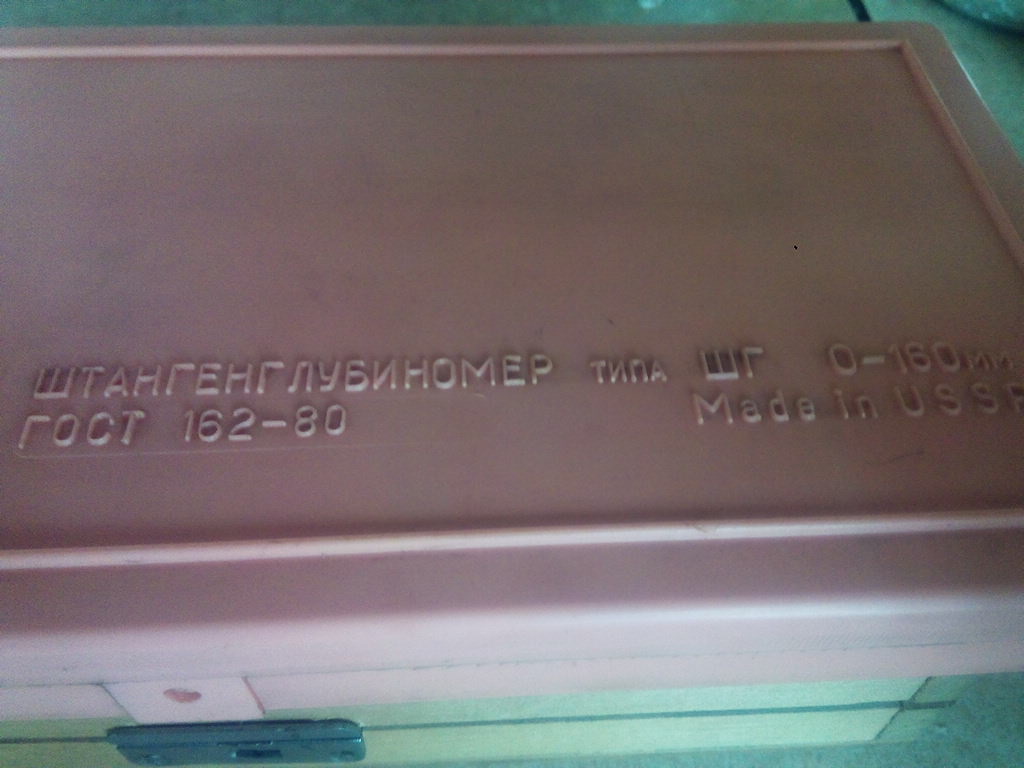 ШТАНГЕНГЛУБИНОМЕР типа ШГ 0-160мм
ГОСТ 162-80 Made in USSR